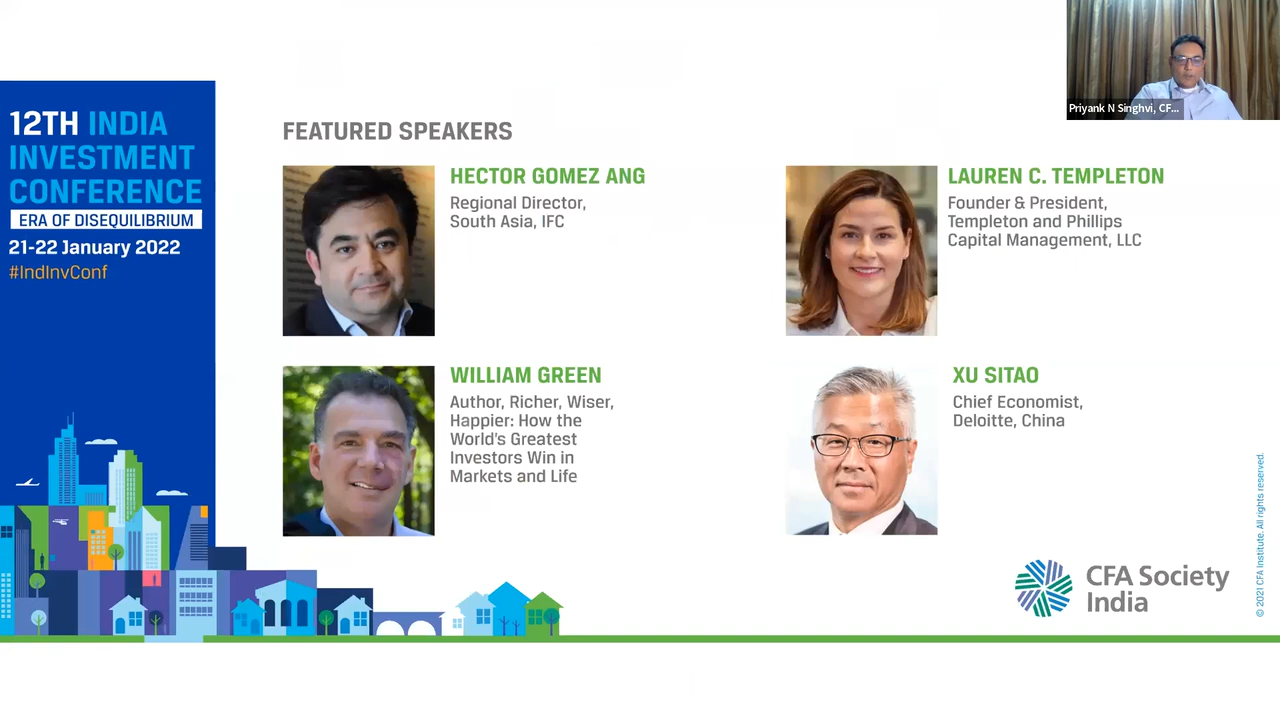 12TH INDIA
INVESTMENT
CONFERENCE
ERA OF DISEQUILIBRIUM
21-22 January 2022
#IndInvConf
FEATURED SPEAKERS
HECTOR GOMEZ ANG
Regional Director,
South Asia, IFC
LAUREN C. TEMPLETON
Founder & President,
Templeton and Phillips
Capital Management, LLC
WILLIAM GREEN
Author, Richer, Wiser,
Happier: How the
World's Greatest
Investors Win in
Markets and Life
XU SITAO
Chief Economist,
Deloitte, China
CFA Society
India
© 2021 CFA Institute. All rights reserved.
Priyank N Singhvi, CF...